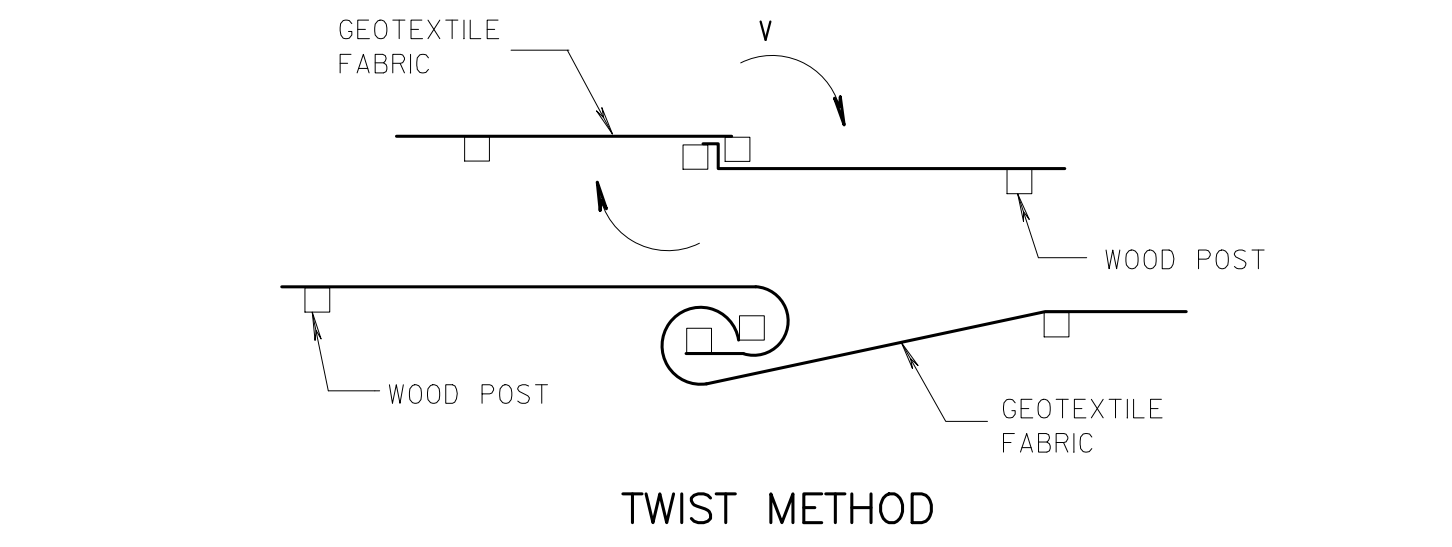 GEOTEXTILE
FABRIC
V
WOOD POST
WOOD POST
GEOTEXTILE
FABRIC
TWIST METHOD